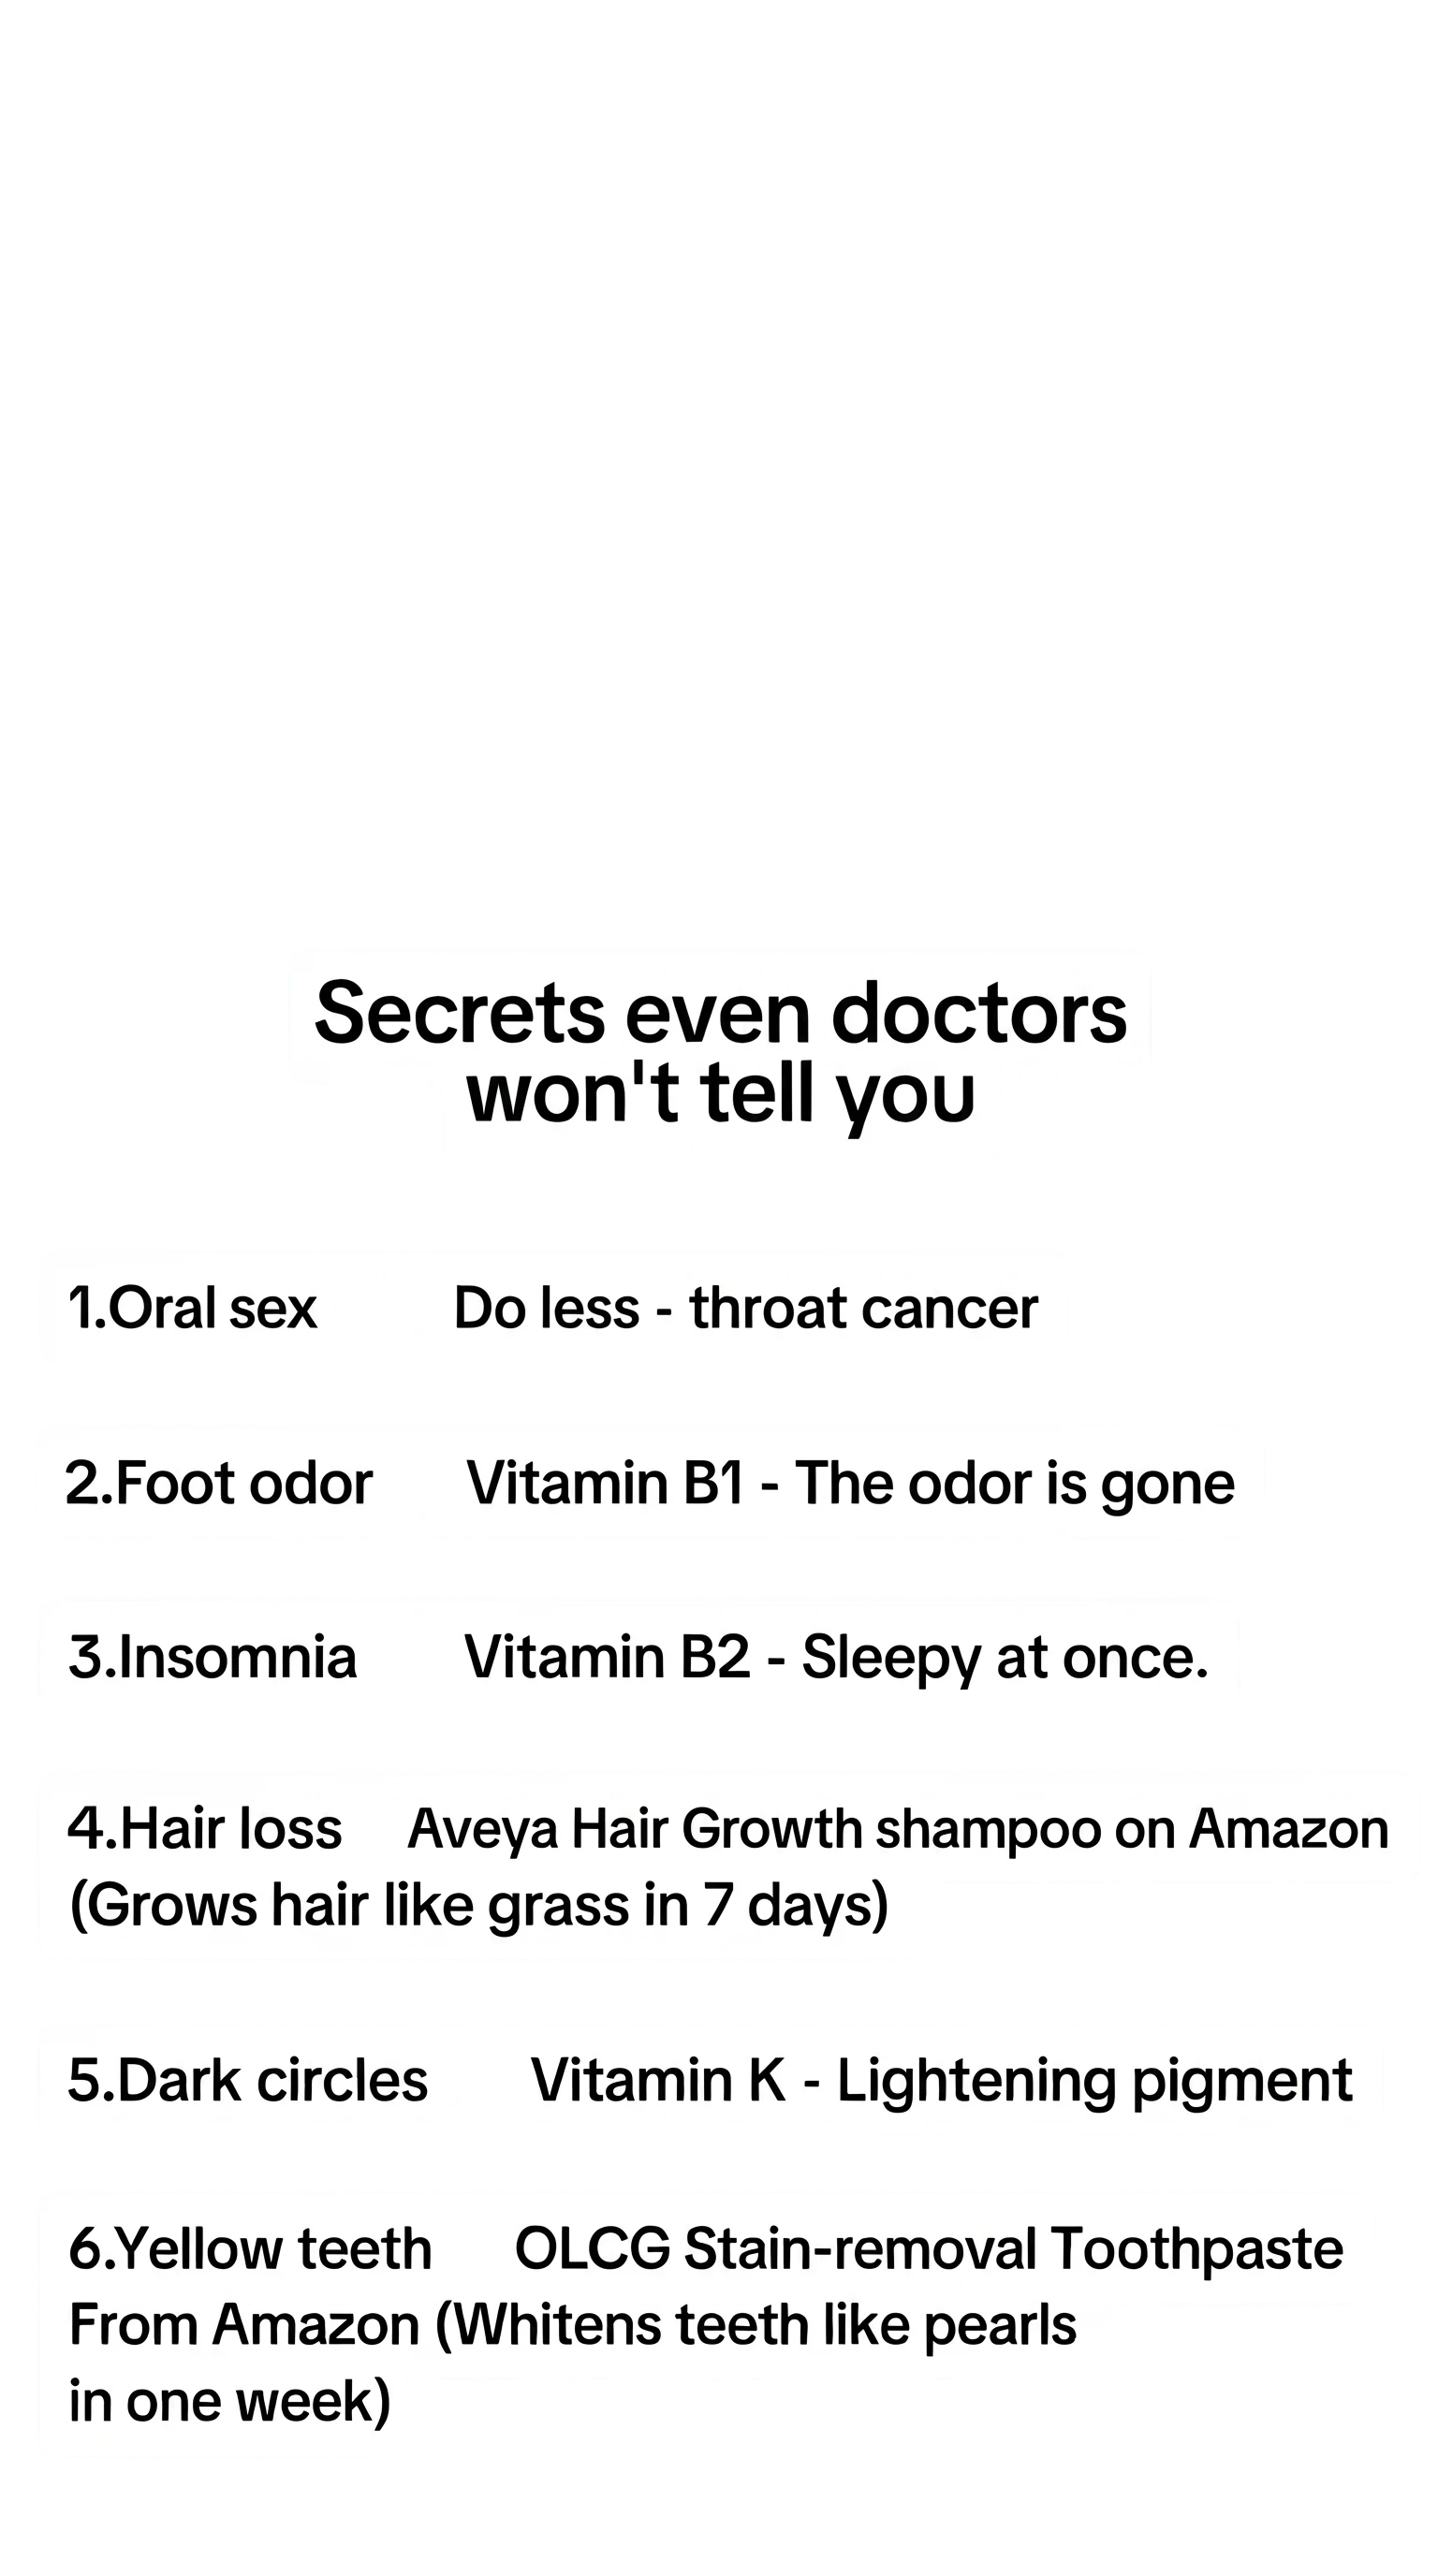 Secrets even doctors
won't tell you
1.Oral sex Do less - throat cancer
2.Foot odor Vitamin B1 - The odor is gone
3.Insomnia Vitamin B2 - Sleepy at once.
4.Hair loss Aveya Hair Growth shampoo on Amazon
(Grows hair like grass in 7 days)
5.Dark circles Vitamin K - Lightening pigment
6.Yellow teeth OLCG Stain-removal Toothpaste
From Amazon (Whitens teeth like pearls
in one week)